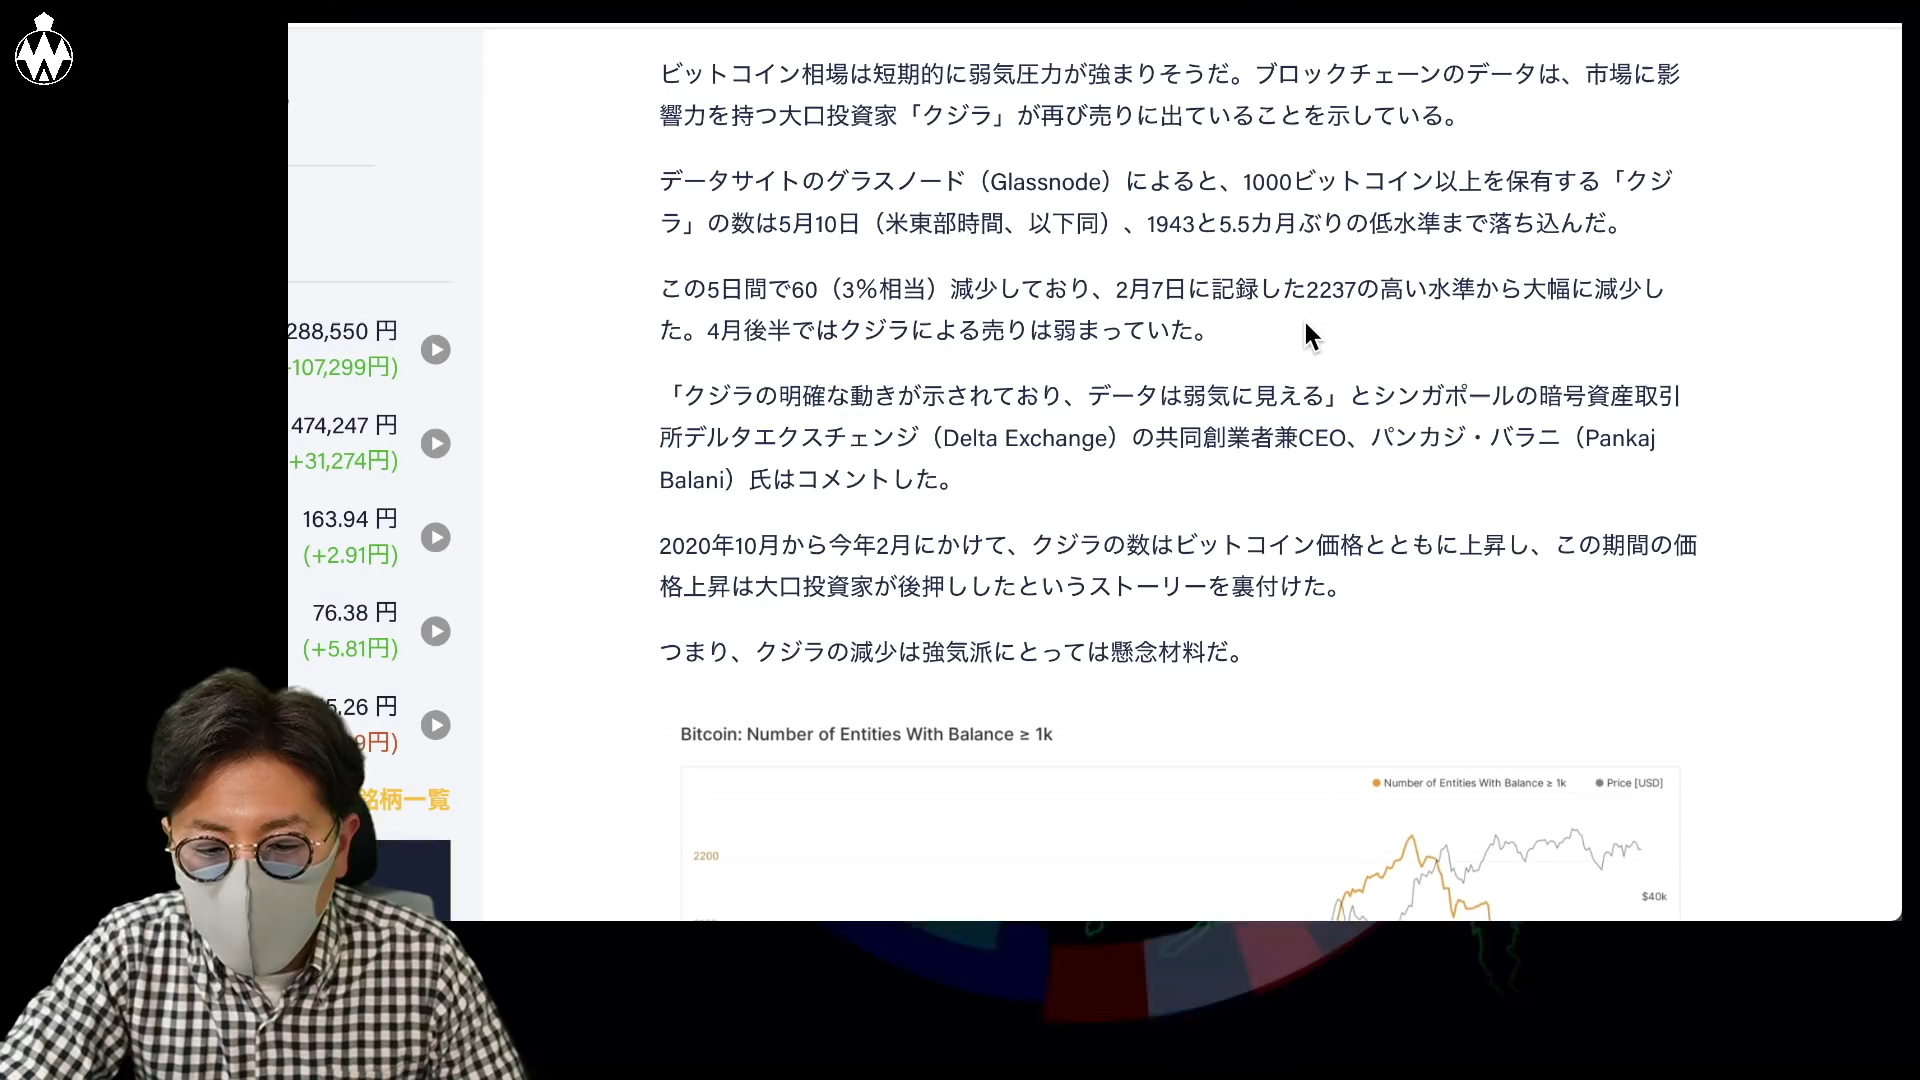 ビットコイン相場は短期的に弱気圧力が強まりそうだ。ブロックチェーンのデータは、市場に影
響力を持つ大口投資家「クジラ」が再び売りに出ていることを示している。
データサイトのグラスノード（Glassnode）によると、1000ビットコイン以上を保有する「クジ
ラ」の数は5月10日（米東部時間、以下同）、1943と5.5カ月ぶりの低水準まで落ち込んだ。
この5日間で60（3％相当）減少しており、2月7日に記録した2237の高い水準から大幅に減少し
た。4月後半ではクジラによる売りは弱まっていた。
「クジラの明確な動きが示されており、データは弱気に見える」とシンガポールの暗号資産取引
所デルタエクスチェンジ（Delta Exchange）の共同創業者兼CEO、パンカジ・バラニ（Pankaj
Balani）氏はコメントした。
2020年10月から今年2月にかけて、クジラの数はビットコイン価格とともに上昇し、この期間の価
格上昇は大口投資家が後押ししたというストーリーを裏付けた。
つまり、クジラの減少は強気派にとっては懸念材料だ。
Bitcoin: Number of Entities With Balance ≥ 1k
Number of Entities With Balance ≥ 1k
Price [USD]
2200
$40k
288,550 円
-107,299円)
474,247 円
+31,274円)
163.94 円
(+2.91円)
76.38 円
(+5.81円)
5.26 円
9円)
銘柄一覧